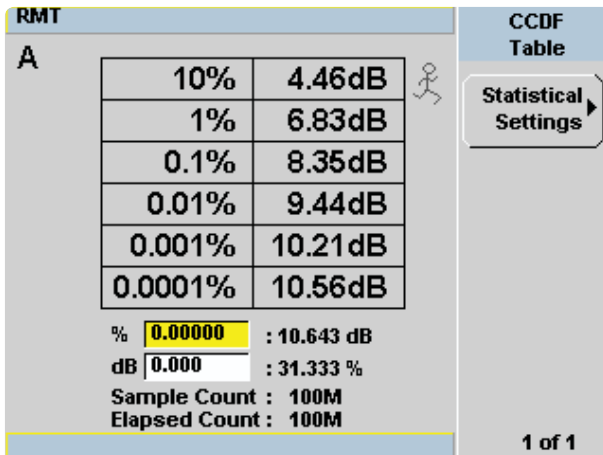 RMT
CCDF
Table
A
10% 4.46dB
1% 6.83dB
0.1% 8.35dB
0.01% 9.44dB
0.001% 10.21dB
0.0001% 10.56dB
% 0.00000 : 10.643 dB
dB 0.000 : 31.333 %
Sample Count : 100M
Elapsed Count : 100M
Statistical
Settings
1 of 1